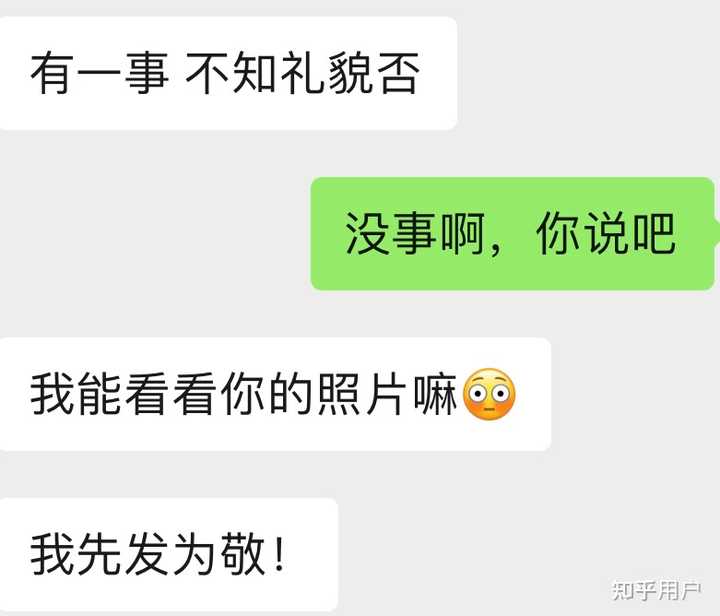 有一事 不知礼貌否
没事啊，你说吧
我能看看你的照片嘛😳
我先发为敬！
知乎用户